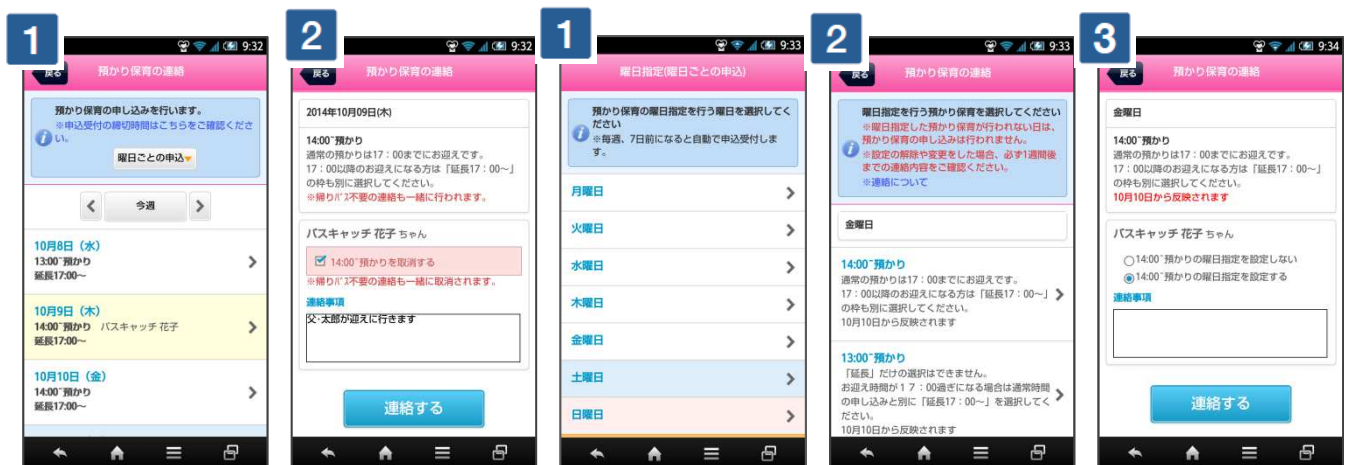 1
9:32
戻る
預かり保育の連絡
預かり保育の申し込みを行います。
※申込受付の締切時間はこちらをご確認くださ
い。
曜日ごとの申込
今週
10月8日（水）
13:00~預かり
延長17:00～
10月9日（木）
14:00~預かり バスキャッチ 花子
延長17:00～
10月10日（金）
14:00~預かり
延長17:00～
2
9:32
戻る
預かり保育の連絡
2014年10月09日(木)
14:00~預かり
通常の預かりは17：00までにお迎えです。
17：00以降のお迎えになる方は「延長17：00～」
の枠も別に選択してください。
※帰りﾊﾞｽ不要の連絡も一緒に行われます。
バスキャッチ 花子 ちゃん
14:00~預かりを取消する
※帰りﾊﾞｽ不要の連絡も一緒に取消されます。
連絡事項
父・太郎が迎えに行きます
連絡する
1
9:33
曜日指定(曜日ごとの申込)
預かり保育の曜日指定を行う曜日を選択してく
ださい
※毎週、7日前になると自動で申込受付しま
す。
月曜日
火曜日
水曜日
木曜日
金曜日
土曜日
日曜日
2
9:33
戻る
預かり保育の連絡
曜日指定を行う預かり保育を選択してください
※曜日指定した預かり保育が行われない日は、
預かり保育の申し込みは行われません。
※設定の解除や変更をした場合、必ず1週間後
までの連絡内容をご確認ください。
※連絡について
金曜日
14:00~預かり
通常の預かりは17：00までにお迎えです。
17：00以降のお迎えになる方は「延長17：00～」
の枠も別に選択してください。
10月10日から反映されます
13:00~預かり
「延長」だけの選択はできません。
お迎え時間が１７：00過ぎになる場合は通常時間
の申し込みと別に「延長17：00～」を選択してく
ださい。
10月10日から反映されます
3
9:34
戻る
預かり保育の連絡
金曜日
14:00~預かり
通常の預かりは17：00までにお迎えです。
17：00以降のお迎えになる方は「延長17：00～」
の枠も別に選択してください。
10月10日から反映されます
バスキャッチ 花子 ちゃん
14:00~預かりの曜日指定を設定しない
14:00~預かりの曜日指定を設定する
連絡事項
連絡する